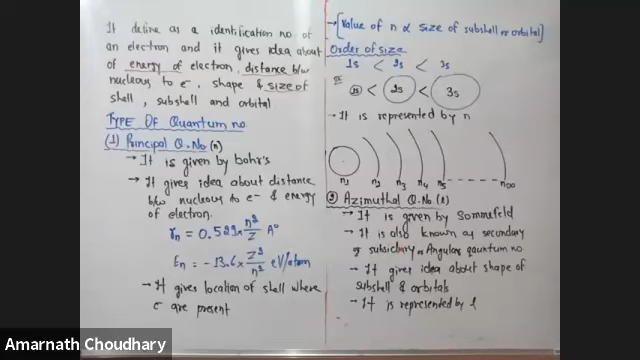 It define as a identification no. of
an electron and it gives idea about
of energy of electron, distance b/w
nucleous to e⁻, shape & size of
shell, subshell and orbital
TYPE OF Quantum no.
(1) Principal Q.No (n)
→ It is given by bohr's
→ It gives idea about distance
b/w nucleous to e⁻ & energy
of electron.
rₙ = 0.529 × n²/Z A°
Eₙ = -13.6 × Z²/n² eV/atom
→ It gives location of shell where
e⁻ are present
→ [Value of n ∝ size of subshell or orbital]
Order of size
1s < 2s < 3s
1s < 2s < 3s
→ It is represented by n
n₁ n₂ n₃ n₄ n₅ n∞
② Azimuthal Q.No (l)
→ It is given by Sommefeld
→ It is also known as secondary
or subsidiary or Angular qauntum no.
→ It gives idea about shape of
subshell & orbitals
→ It is represented by l
Amarnath Choudhary